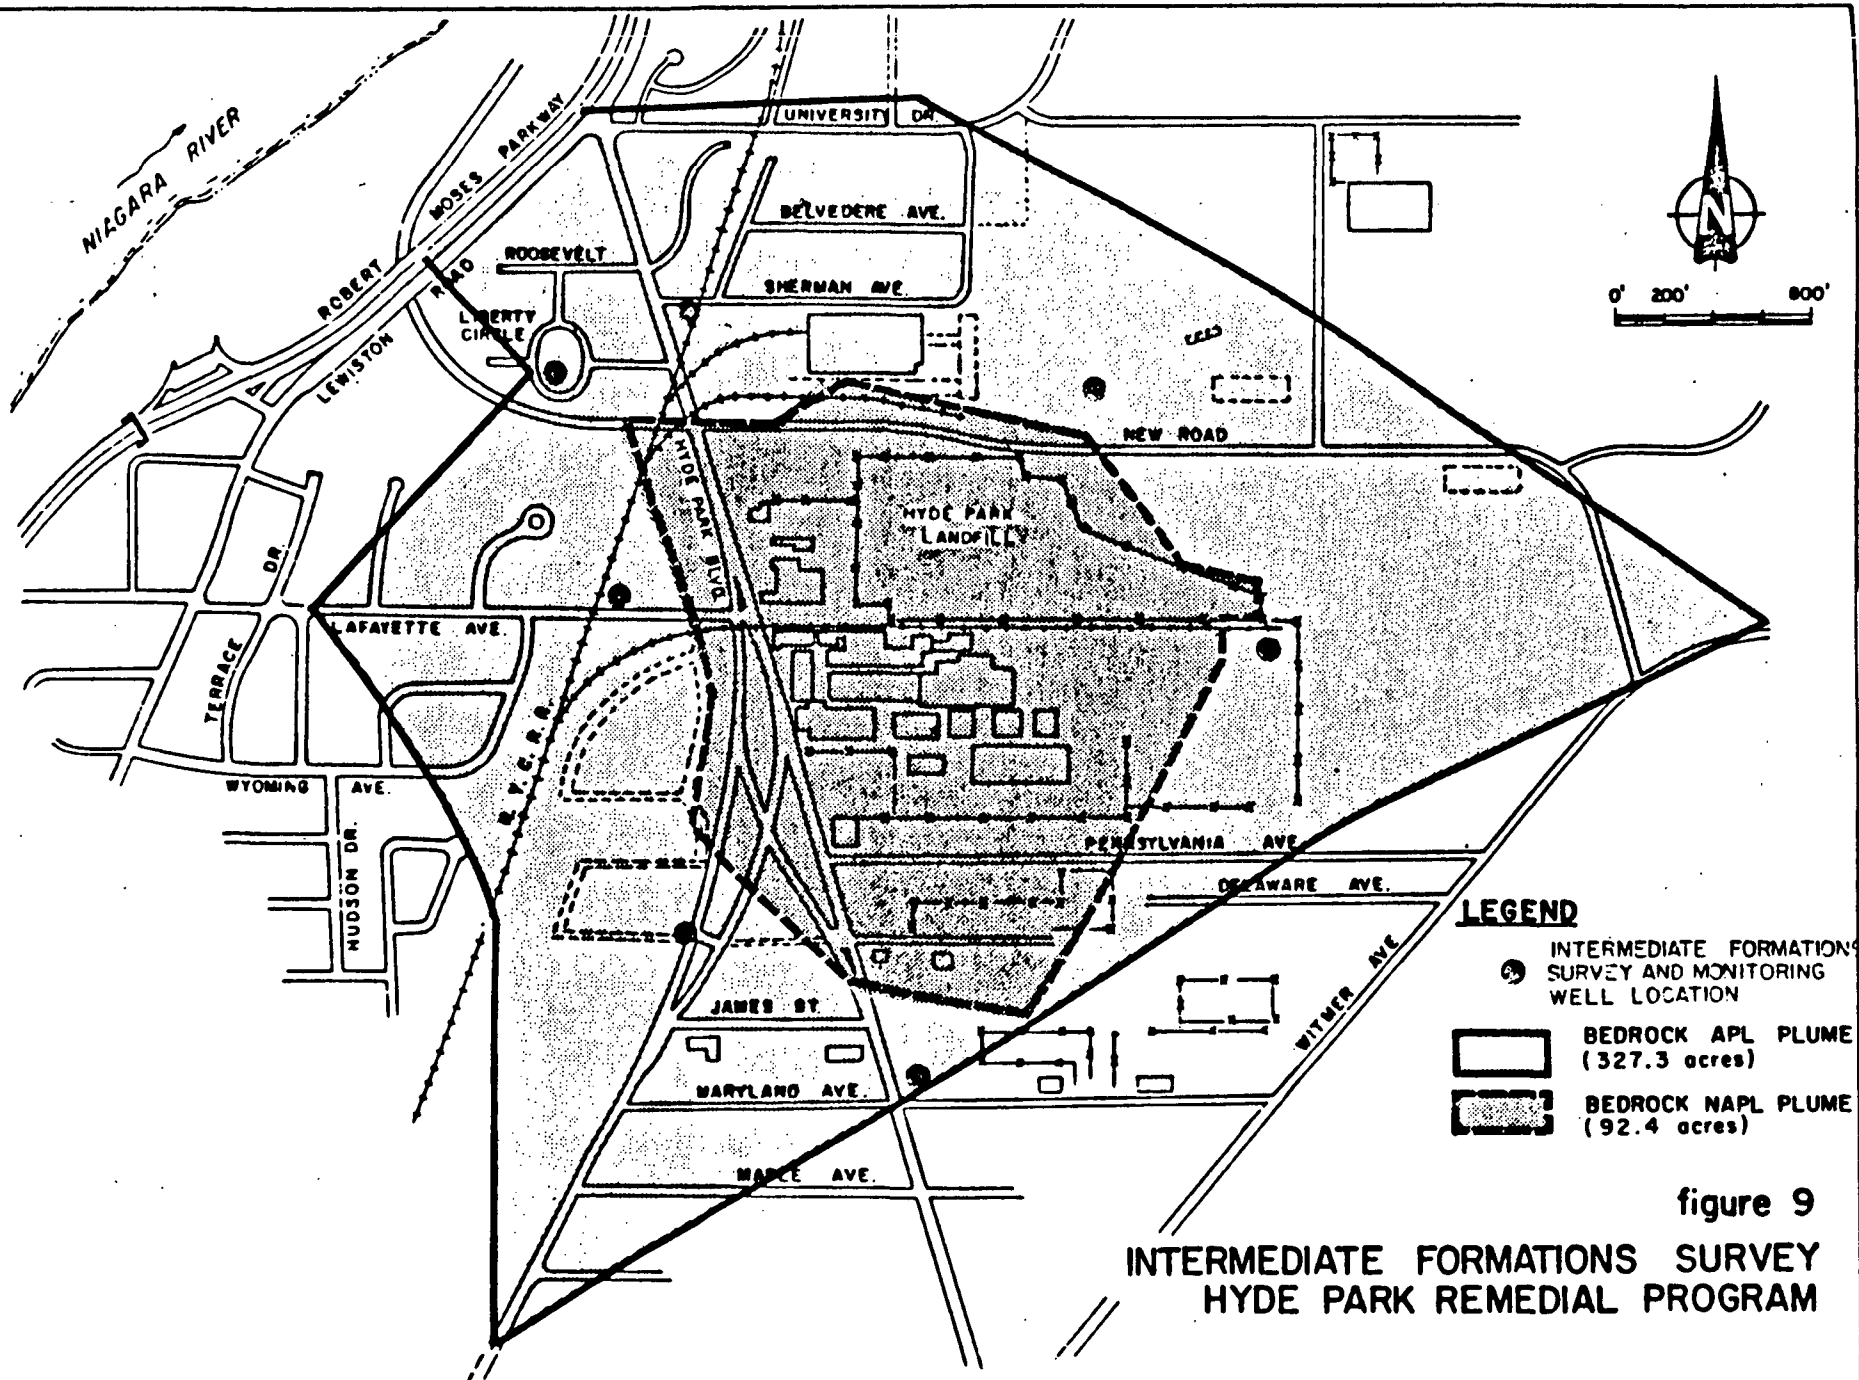 NIAGARA RIVER
ROBERT MOSES PARKWAY
LEWISTON ROAD
UNIVERSITY DR.
BELVEDERE AVE.
ROOSEVELT
SHERMAN AVE.
LIBERTY
CIRCLE
N
0' 200' 800'
NEW ROAD
HYDE PARK BLVD.
HYDE PARK
LANDFILL
DR
TERRACE
LAFAYETTE AVE.
WYOMING AVE.
HUDSON DR.
PENNSYLVANIA AVE
DELAWARE AVE.
WITMER AVE
JAMES ST.
MARYLAND AVE.
MAPLE AVE.
LEGEND
INTERMEDIATE FORMATIONS
SURVEY AND MONITORING
WELL LOCATION
BEDROCK APL PLUME
(327.3 acres)
BEDROCK NAPL PLUME
(92.4 acres)
figure 9
INTERMEDIATE FORMATIONS SURVEY
HYDE PARK REMEDIAL PROGRAM